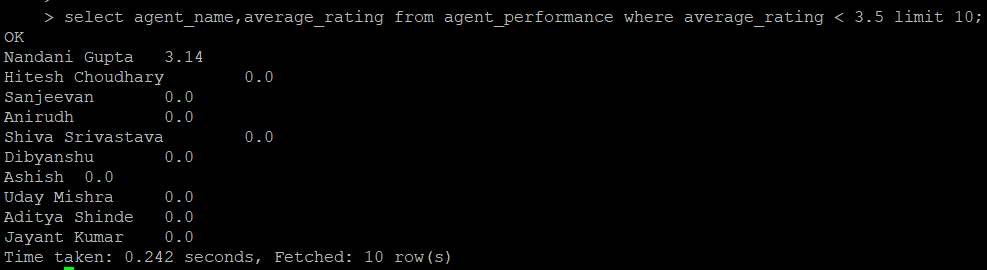 > select agent_name,average_rating from agent_performance where average_rating < 3.5 limit 10;
OK
Nandani Gupta	3.14
Hitesh Choudhary	0.0
Sanjeevan	0.0
Anirudh	0.0
Shiva Srivastava	0.0
Dibyanshu	0.0
Ashish	0.0
Uday Mishra	0.0
Aditya Shinde	0.0
Jayant Kumar	0.0
Time taken: 0.242 seconds, Fetched: 10 row(s)